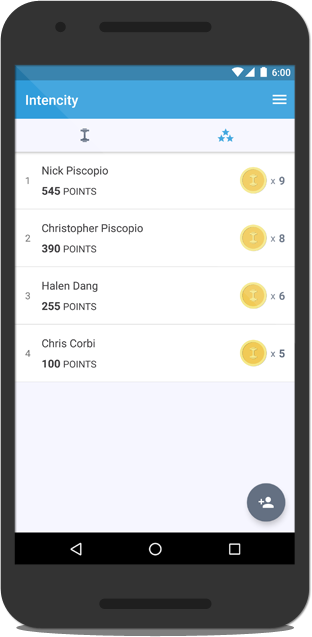 6:00
Intencity
1 Nick Piscopio x 9
545 POINTS
2 Christopher Piscopio x 8
390 POINTS
3 Halen Dang x 6
255 POINTS
4 Chris Corbi x 5
100 POINTS